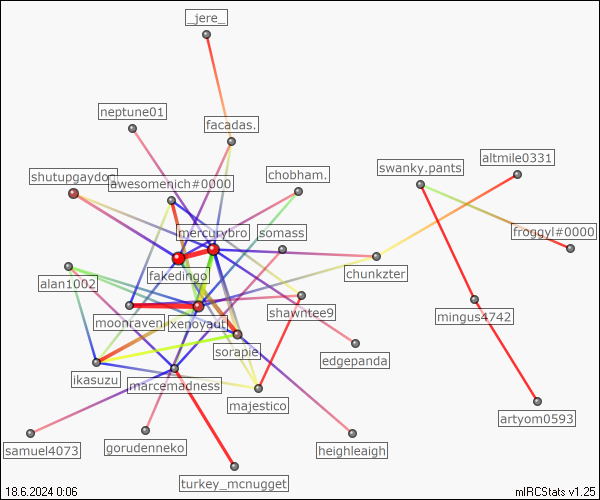 _jere_
neptune01
facadas.
altmile0331
swanky.pants
chobham.
shutupgaydog
awesomenich#0000
mercurybro
somass
froggyl#0000
fakedingo
chunkzter
alan1002
moonraven
xenoyaut
shawntee9
mingus4742
sorapie
edgepanda
ikasuzu
marcemadness
majestico
artyom0593
samuel4073
gorudenneko
heighleaigh
turkey_mcnugget
18.6.2024 0:06
mIRCStats v1.25